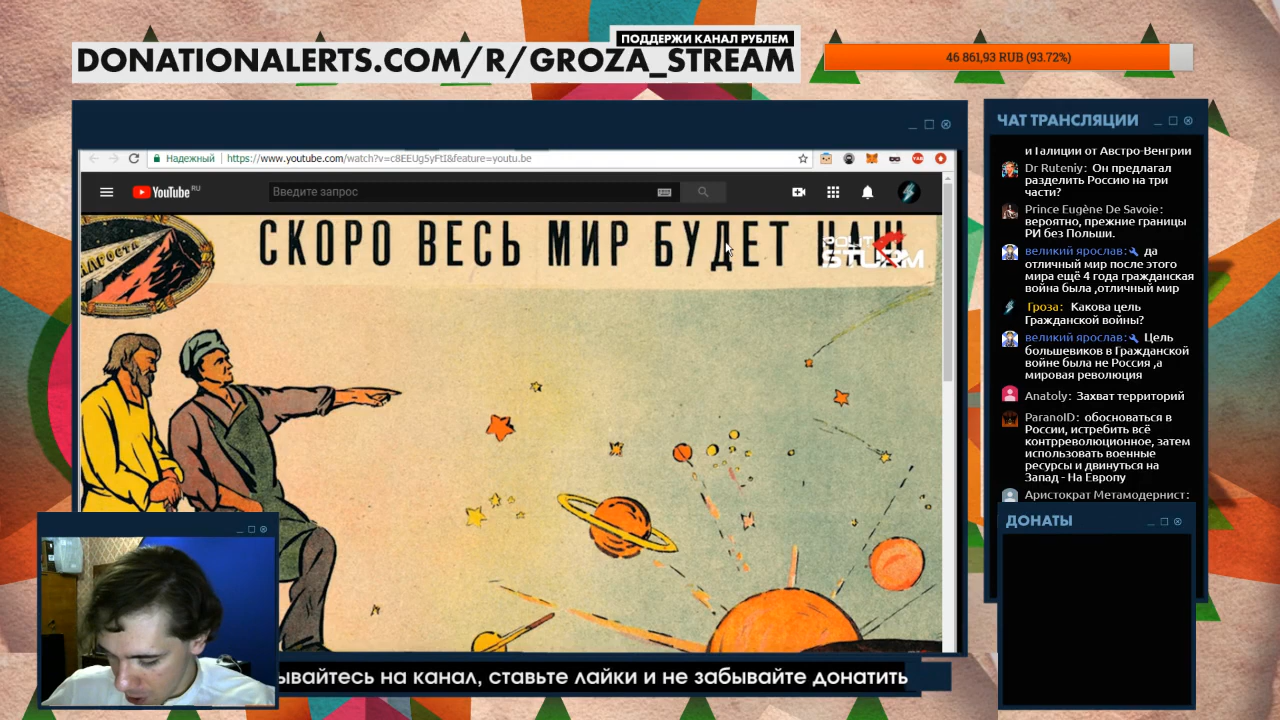 ПОДДЕРЖИ КАНАЛ РУБЛЕМ
DONATIONALERTS.COM/R/GROZA_STREAM
46 861,93 RUB (93.72%)
Надежный
https://www.youtube.com/watch?v=c8EEUg5yFtI&feature=youtu.be
YouTube RU
Введите запрос
СКОРО ВЕСЬ МИР БУДЕТ НАШ
STURM
ЧАТ ТРАНСЛЯЦИИ
и Галиции от Австро-Венгрии
Dr Ruteniy: Он предлагал
разделить Россию на три
части?
Prince Eugène De Savoie:
вероятно, прежние границы
РИ без Польши.
великий ярослав: да
отличный мир после этого
мира ещё 4 года гражданская
война была ,отличный мир
Гроза: Какова цель
Гражданской войны?
великий ярослав: Цель
большевиков в Гражданской
войне была не Россия ,а
мировая революция
Anatoly: Захват территорий
ParanoID: обосноваться в
России, истребить всё
контрреволюционное, затем
использовать военные
ресурсы и двинуться на
Запад - На Европу
Аристократ Метамодернист:
ДОНАТЫ
ывайтесь на канал, ставьте лайки и не забывайте донатить